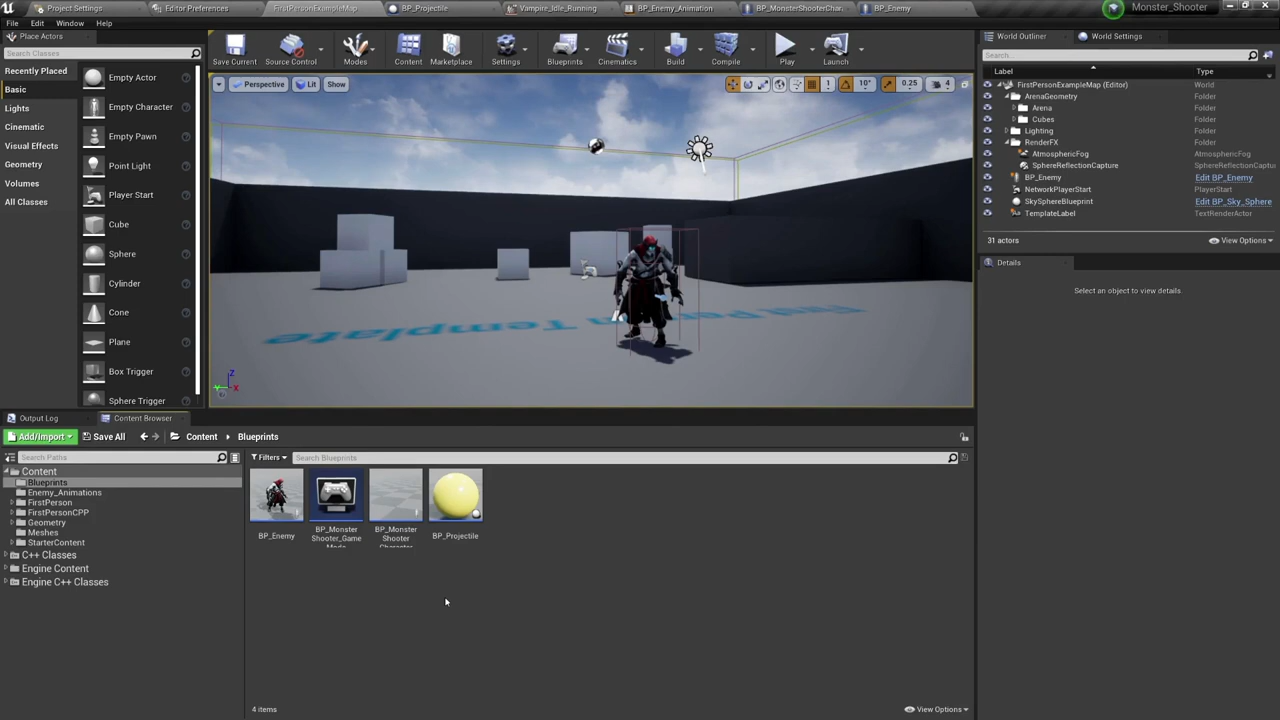 Project Settings
Editor Preferences
FirstPersonExampleMap
BP_Projectile
Vampire_Idle_Running
BP_Enemy_Animation
BP_MonsterShooterChar
BP_Enemy
Monster_Shooter
File Edit Window Help
Place Actors
Search Classes
Recently Played
Basic
Lights
Cinematic
Visual Effects
Geometry
Volumes
All Classes
Empty Actor
Empty Character
Empty Pawn
Point Light
Player Start
Cube
Sphere
Cylinder
Cone
Plane
Box Trigger
Sphere Trigger
Save Current
Source Control
Modes
Content
Marketplace
Settings
Blueprints
Cinematics
Build
Compile
Play
Launch
Perspective Lit Show
1 10° 0.25 4
Z
Y X
World Outliner World Settings
Search...
Label Type
FirstPersonExampleMap (Editor) World
ArenaGeometry Folder
Arena Folder
Cubes Folder
Lighting Folder
RenderFX Folder
AtmosphericFog AtmosphericFog
SphereReflectionCapture SphereReflectionCaptu
BP_Enemy Edit BP_Enemy
NetworkPlayerStart PlayerStart
SkySphereBlueprint Edit BP_Sky_Sphere
TemplateLabel TextRenderActor
31 actors View Options
Details
Select an object to view details.
Output Log Content Browser
Add/Import Save All Content Blueprints
Search Paths
Filters Search Blueprints
Content
Blueprints
Enemy_Animations
FirstPerson
FirstPersonCPP
Geometry
Meshes
StarterContent
C++ Classes
Engine Content
Engine C++ Classes
BP_Enemy
BP_Monster
Shooter_Game
Mode
BP_Monster
Shooter
Character
BP_Projectile
4 items View Options